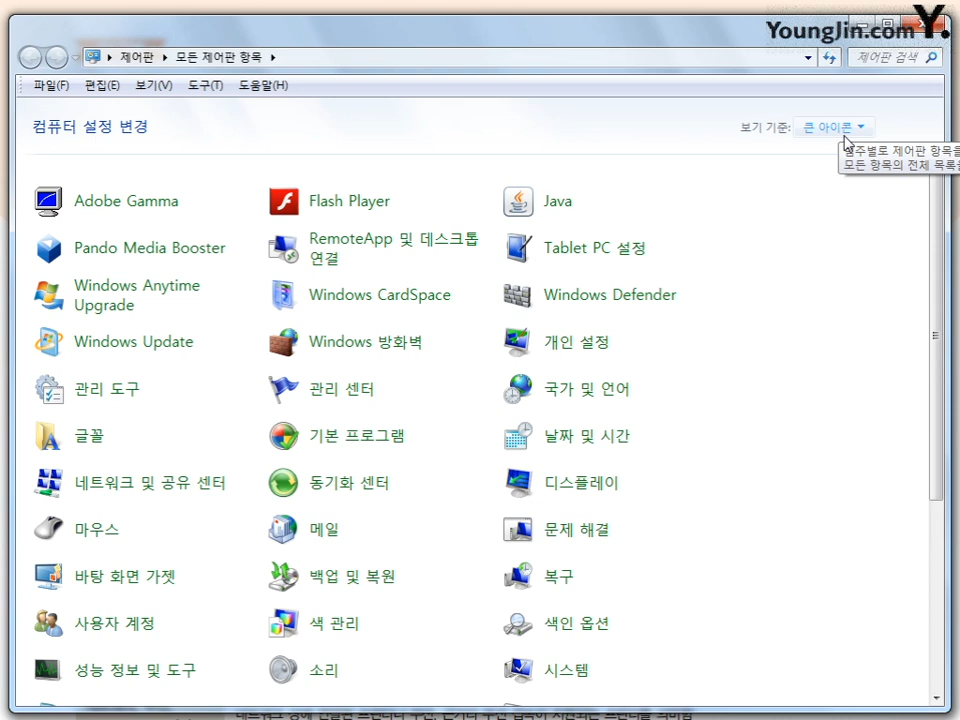 YoungJin.com Y.
제어판 모든 제어판 항목 제어판 검색
파일(F) 편집(E) 보기(V) 도구(T) 도움말(H)
컴퓨터 설정 변경 보기 기준: 큰 아이콘
제어판 항목을
모든 항목의 전체 목록을
Adobe Gamma Flash Player Java
Pando Media Booster RemoteApp 및 데스크톱 연결 Tablet PC 설정
Windows Anytime Upgrade Windows CardSpace Windows Defender
Windows Update Windows 방화벽 개인 설정
관리 도구 관리 센터 국가 및 언어
글꼴 기본 프로그램 날짜 및 시간
네트워크 및 공유 센터 동기화 센터 디스플레이
마우스 메일 문제 해결
바탕 화면 가젯 백업 및 복원 복구
사용자 계정 색 관리 색인 옵션
성능 정보 및 도구 소리 시스템